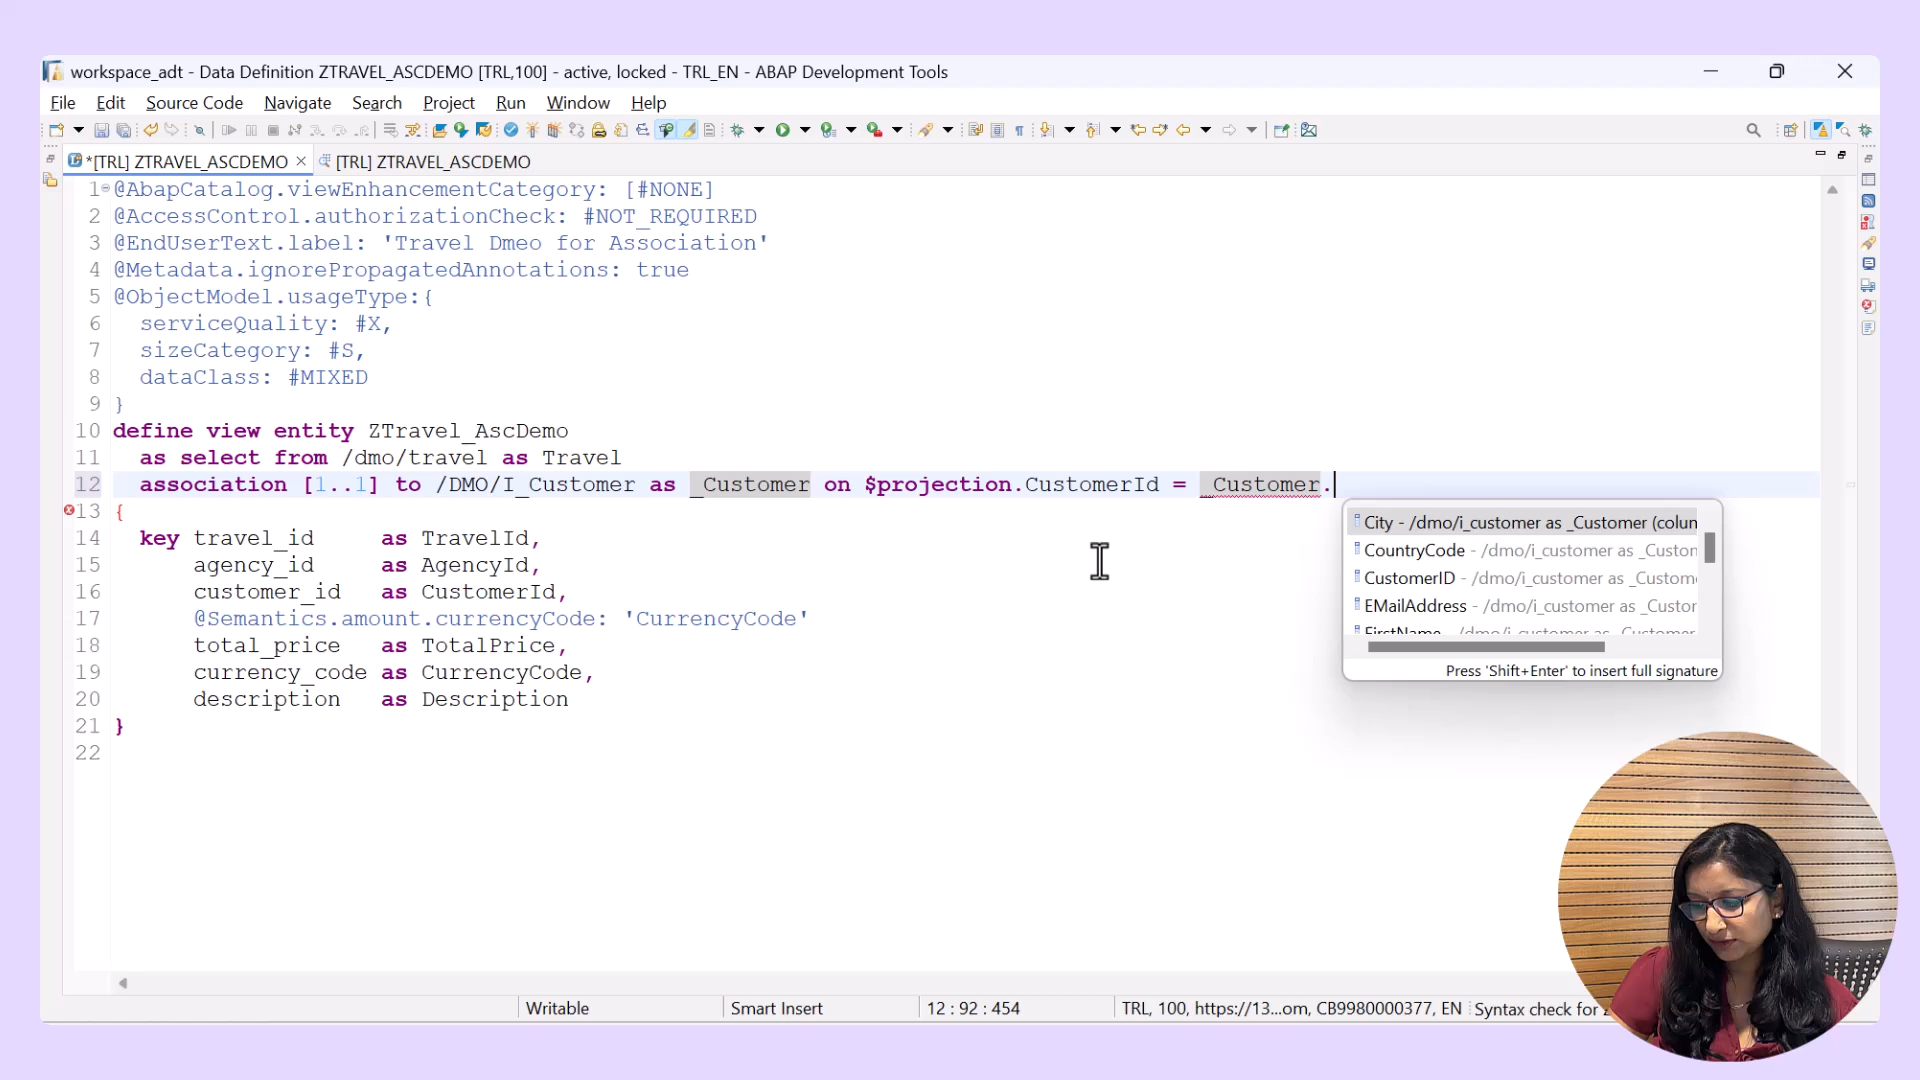 workspace_adt - Data Definition ZTRAVEL_ASCDEMO [TRL,100] - active, locked - TRL_EN - ABAP Development Tools
File Edit Source Code Navigate Search Project Run Window Help
*[TRL] ZTRAVEL_ASCDEMO [TRL] ZTRAVEL_ASCDEMO
1 @AbapCatalog.viewEnhancementCategory: [#NONE]
2 @AccessControl.authorizationCheck: #NOT_REQUIRED
3 @EndUserText.label: 'Travel Dmeo for Association'
4 @Metadata.ignorePropagatedAnnotations: true
5 @ObjectModel.usageType:{
6 serviceQuality: #X,
7 sizeCategory: #S,
8 dataClass: #MIXED
9 }
10 define view entity ZTravel_AscDemo
11 as select from /dmo/travel as Travel
12 association [1..1] to /DMO/I_Customer as _Customer on $projection.CustomerId = _Customer.
13 {
14 key travel_id as TravelId,
15 agency_id as AgencyId,
16 customer_id as CustomerId,
17 @Semantics.amount.currencyCode: 'CurrencyCode'
18 total_price as TotalPrice,
19 currency_code as CurrencyCode,
20 description as Description
21 }
22
City - /dmo/i_customer as _Customer (colun
CountryCode - /dmo/i_customer as _Custon
CustomerID - /dmo/i_customer as _Custome
EMailAddress - /dmo/i_customer as _Custor
FirstName - /dmo/i_customer as _Customer
Press 'Shift+Enter' to insert full signature
Writable Smart Insert 12 : 92 : 454 TRL, 100, https://13...om, CB9980000377, EN Syntax check for